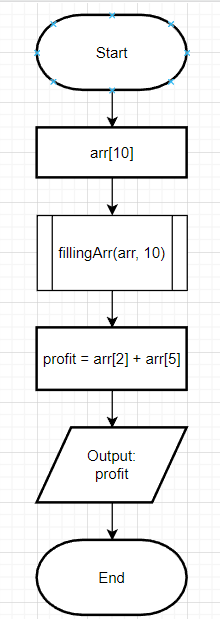 Start
arr[10]
fillingArr(arr, 10)
profit = arr[2] + arr[5]
Output:
profit
End